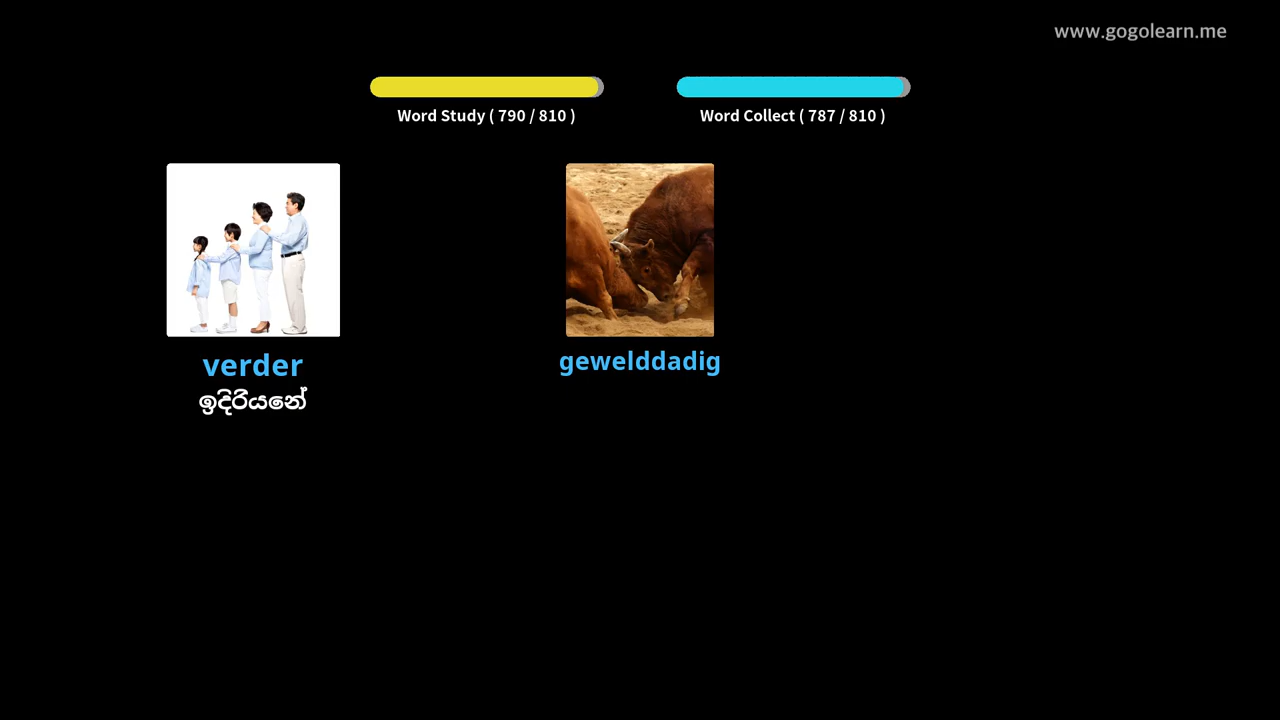 www.gogolearn.me
Word Study ( 790 / 810 )
Word Collect ( 787 / 810 )
verder
ඉදිරියනේ
gewelddadig